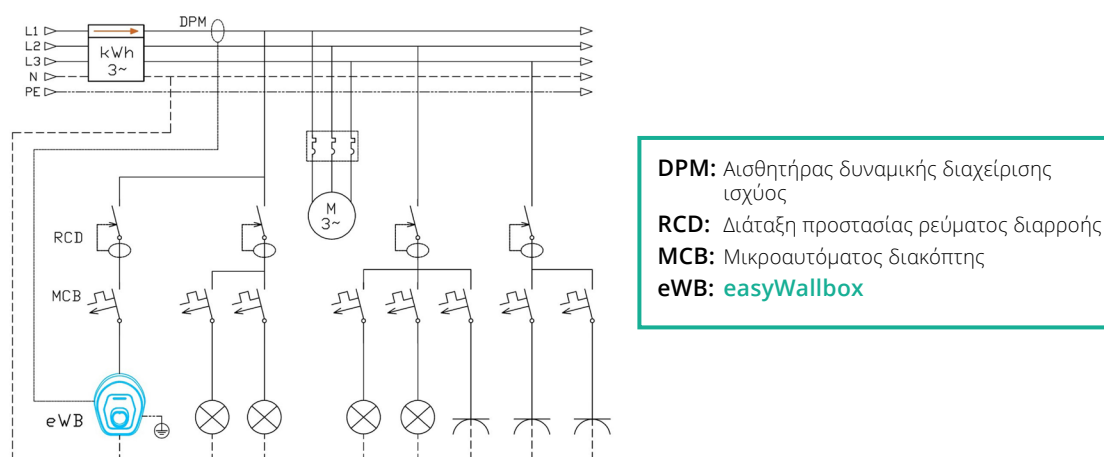 DPM
L1
L2
L3
N
PE
kWh
3~
M
3~
RCD
MCB
eWB
DPM: Αισθητήρας δυναμικής διαχείρισης
ισχύος
RCD: Διάταξη προστασίας ρεύματος διαρροής
MCB: Μικροαυτόματος διακόπτης
eWB: easyWallbox